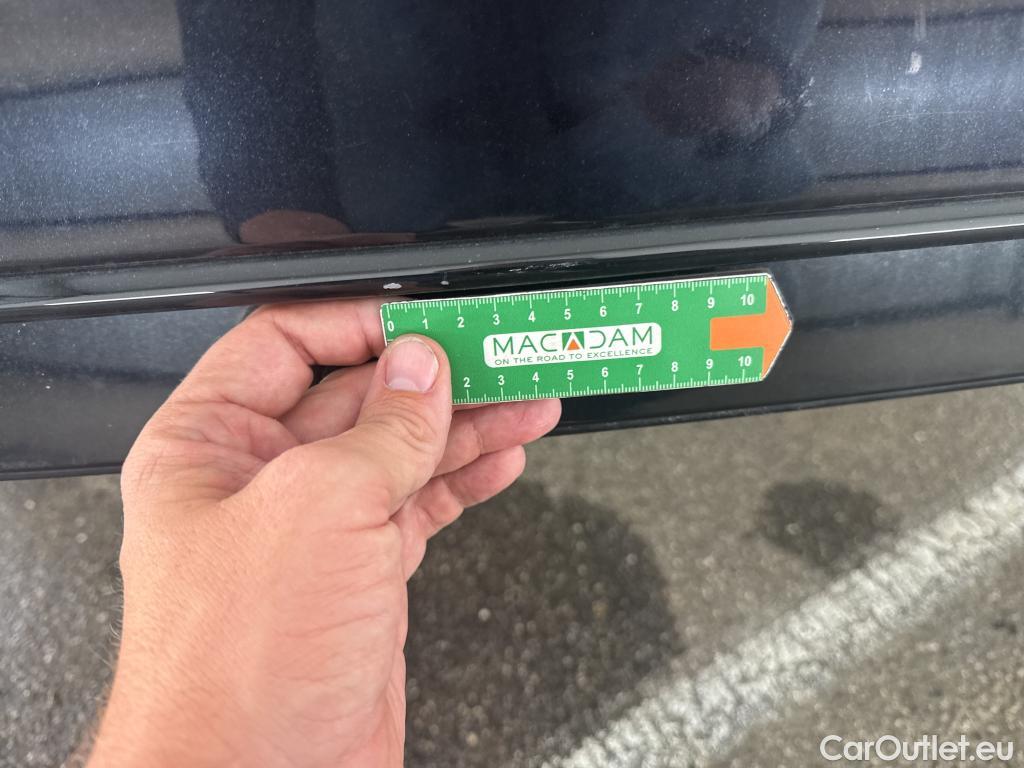 0 1 2 3 4 5 6 7 8 9 10
MACADAM
ON THE ROAD TO EXCELLENCE
2 3 4 5 6 7 8 9 10
CarOutlet.eu